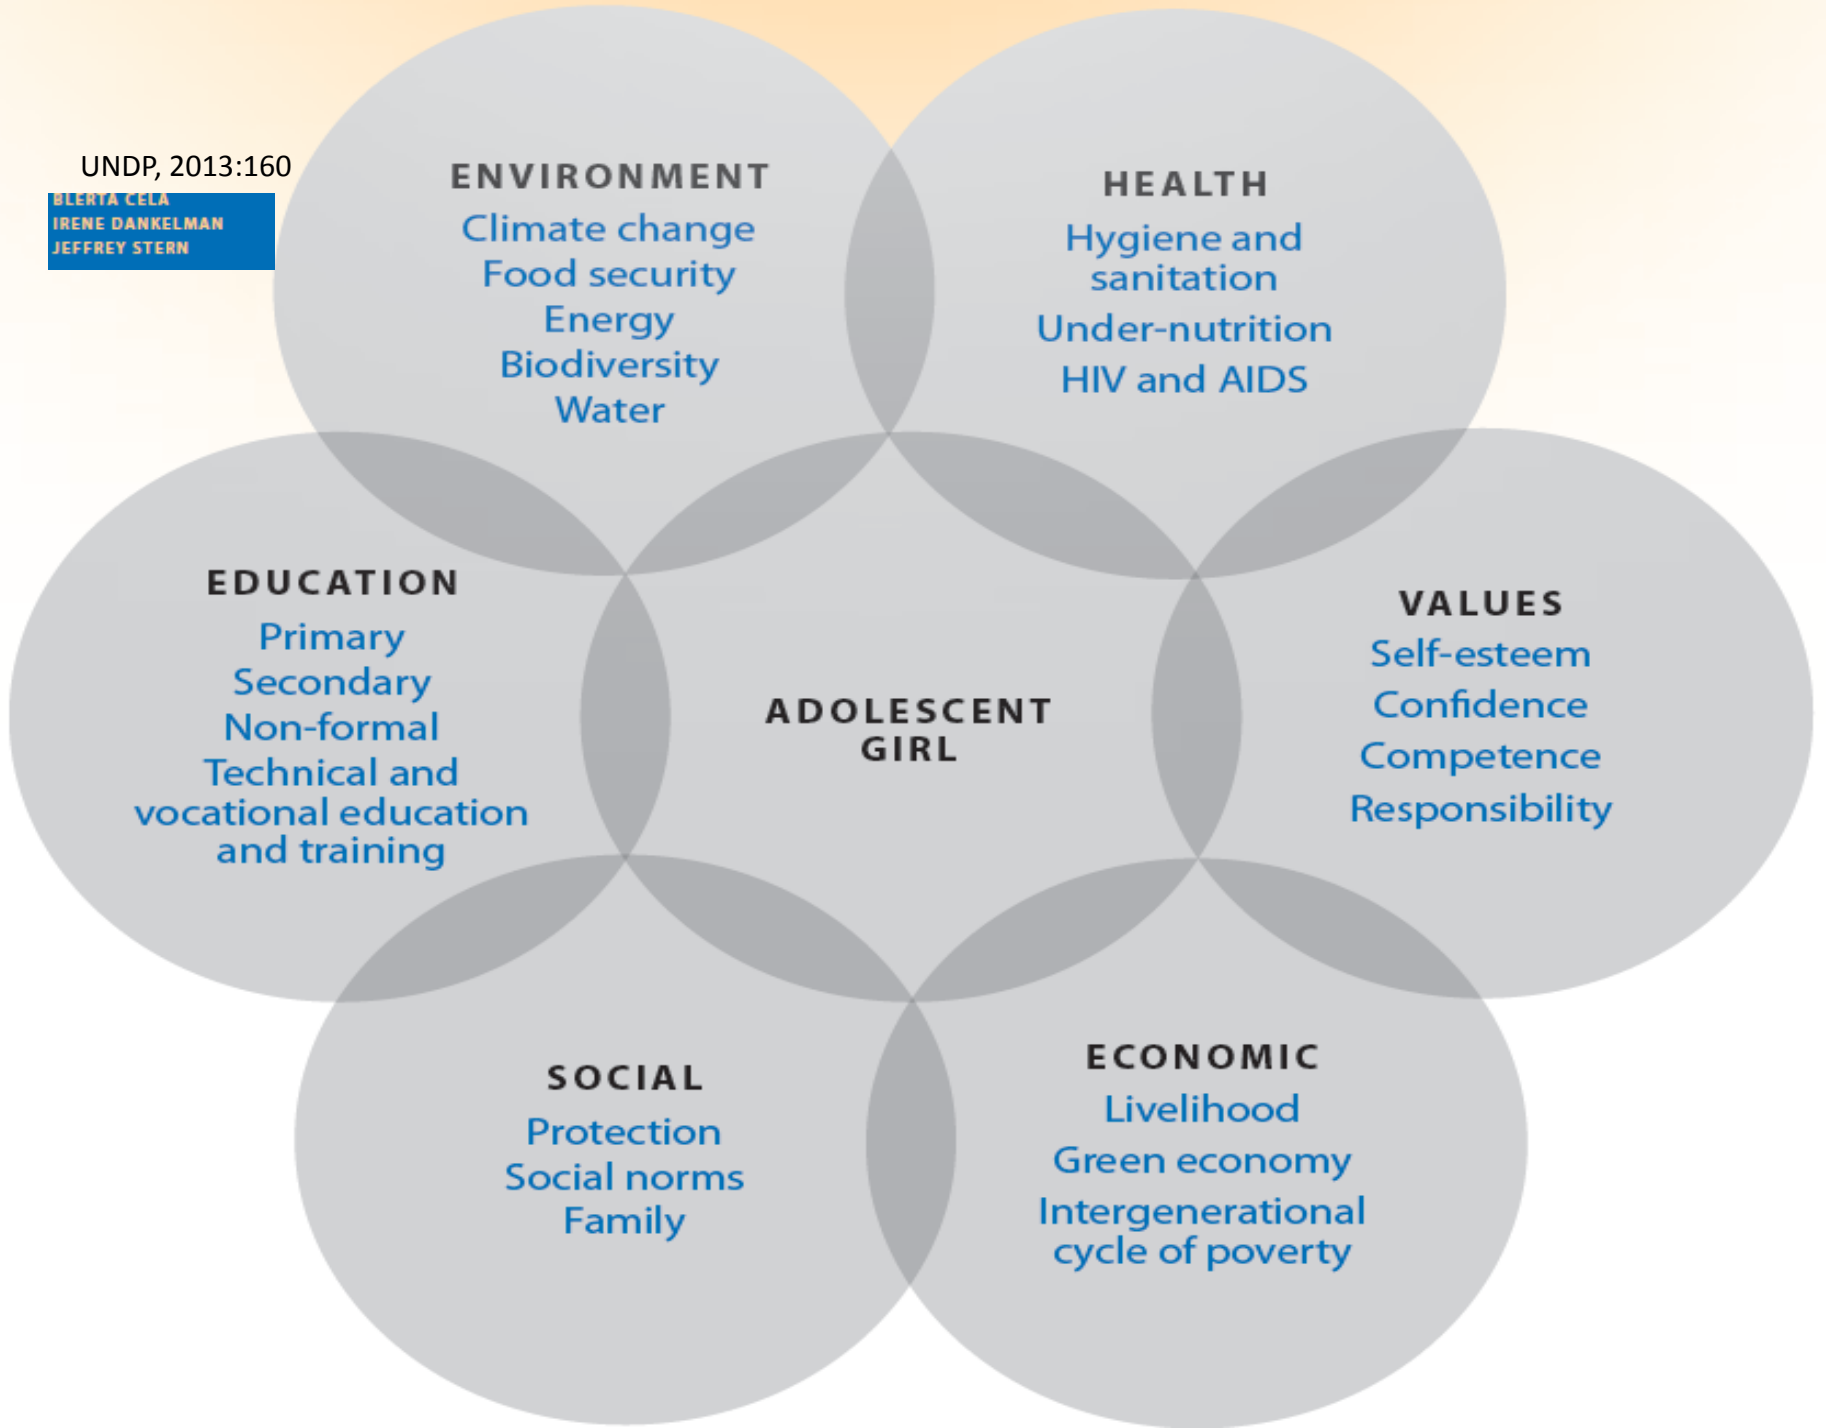 UNDP, 2013:160
BLERTA CELA
IRENE DANKELMAN
JEFFREY STERN
ENVIRONMENT
Climate change
Food security
Energy
Biodiversity
Water
HEALTH
Hygiene and
sanitation
Under-nutrition
HIV and AIDS
EDUCATION
Primary
Secondary
Non-formal
Technical and
vocational education
and training
ADOLESCENT
GIRL
VALUES
Self-esteem
Confidence
Competence
Responsibility
SOCIAL
Protection
Social norms
Family
ECONOMIC
Livelihood
Green economy
Intergenerational
cycle of poverty